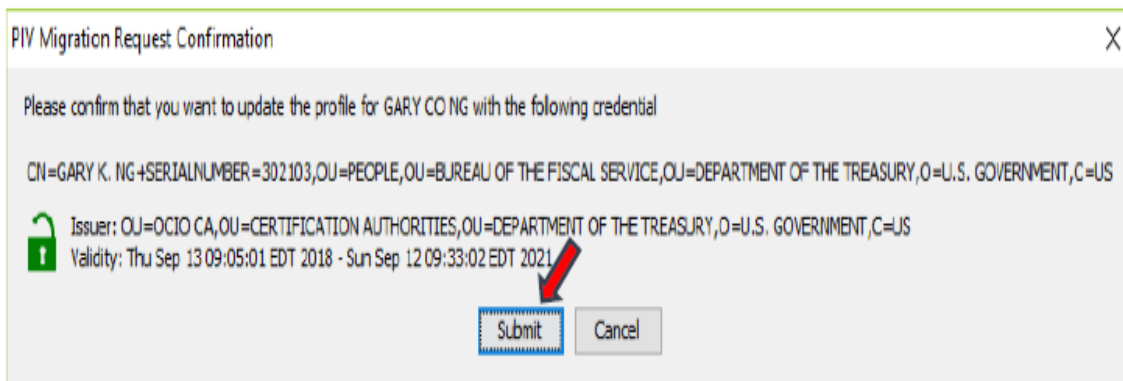 PIV Migration Request Confirmation
Please confirm that you want to update the profile for GARY CO NG with the following credential
CN=GARY K. NG+SERIALNUMBER=302103,OU=PEOPLE,OU=BUREAU OF THE FISCAL SERVICE,OU=DEPARTMENT OF THE TREASURY,O=U.S. GOVERNMENT,C=US
Issuer: OU=OCIO CA,OU=CERTIFICATION AUTHORITIES,OU=DEPARTMENT OF THE TREASURY,O=U.S. GOVERNMENT,C=US
Validity: Thu Sep 13 09:05:01 EDT 2018 - Sun Sep 12 09:33:02 EDT 2021
Submit Cancel